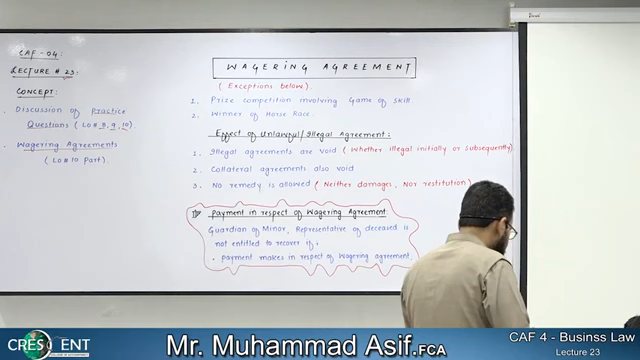 CAF-04:
LECTURE # 23:
CONCEPT:
. Discussion of Practice
Questions (LO# 8, 9, 10).
. Wagering Agreements
(LO# 10 Part).
WAGERING AGREEMENT
(Exceptions below).
1. Prize competition involving Game of Skill
2. Winner of Horse Race.
Effect of Unlawful/Illegal Agreement:
1. Illegal agreements are void (Whether illegal initially or subsequently).
2. Collateral agreements also void
3. No remedy is allowed (Neither damages, Nor restitution)
Payment in respect of Wagering Agreement:
Guardian of Minor, Representative of deceased is
not entitled to recover if;
. payment makes in respect of Wagering agreement.
CRESCENT
COLLEGE OF ACCOUNTANCY
Mr. Muhammad Asif.FCA
CAF 4 - Businss Law
Lecture 23